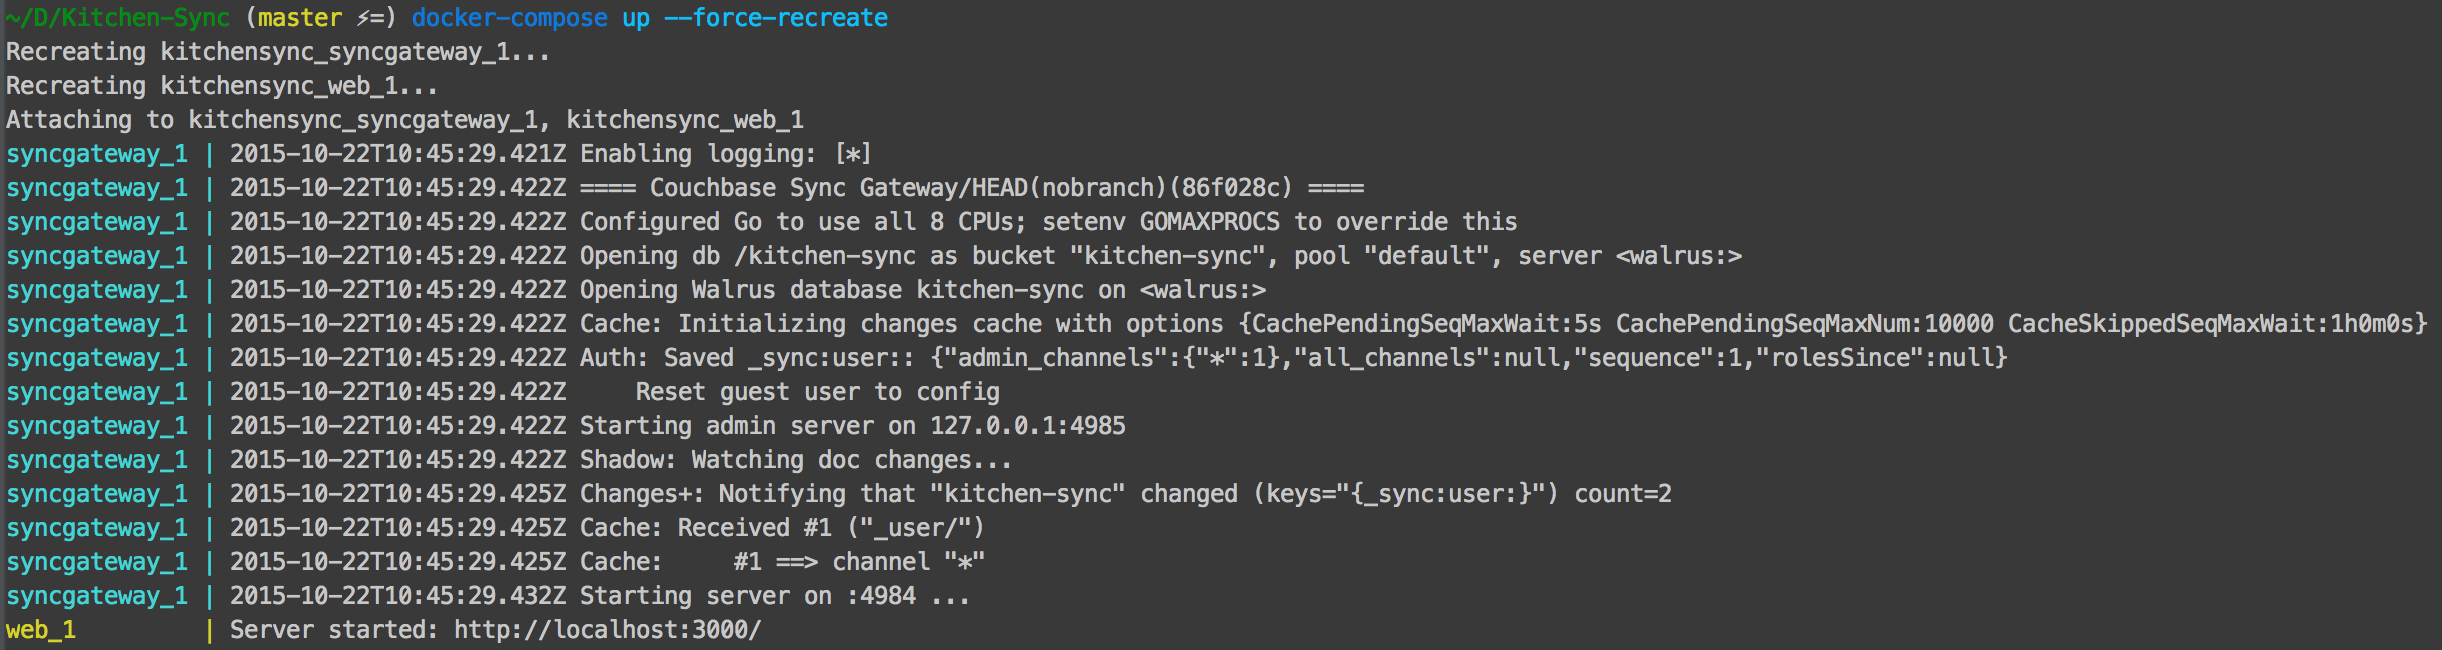 ~/D/Kitchen-Sync (master ⚡=) docker-compose up --force-recreate
Recreating kitchensync_syncgateway_1...
Recreating kitchensync_web_1...
Attaching to kitchensync_syncgateway_1, kitchensync_web_1
syncgateway_1 | 2015-10-22T10:45:29.421Z Enabling logging: [*]
syncgateway_1 | 2015-10-22T10:45:29.422Z ==== Couchbase Sync Gateway/HEAD(nobranch)(86f028c) ====
syncgateway_1 | 2015-10-22T10:45:29.422Z Configured Go to use all 8 CPUs; setenv GOMAXPROCS to override this
syncgateway_1 | 2015-10-22T10:45:29.422Z Opening db /kitchen-sync as bucket "kitchen-sync", pool "default", server <walrus:>
syncgateway_1 | 2015-10-22T10:45:29.422Z Opening Walrus database kitchen-sync on <walrus:>
syncgateway_1 | 2015-10-22T10:45:29.422Z Cache: Initializing changes cache with options {CachePendingSeqMaxWait:5s CachePendingSeqMaxNum:10000 CacheSkippedSeqMaxWait:1h0m0s}
syncgateway_1 | 2015-10-22T10:45:29.422Z Auth: Saved _sync:user:: {"admin_channels":{"*":1},"all_channels":null,"sequence":1,"rolesSince":null}
syncgateway_1 | 2015-10-22T10:45:29.422Z     Reset guest user to config
syncgateway_1 | 2015-10-22T10:45:29.422Z Starting admin server on 127.0.0.1:4985
syncgateway_1 | 2015-10-22T10:45:29.422Z Shadow: Watching doc changes...
syncgateway_1 | 2015-10-22T10:45:29.425Z Changes+: Notifying that "kitchen-sync" changed (keys="{_sync:user:}") count=2
syncgateway_1 | 2015-10-22T10:45:29.425Z Cache: Received #1 ("_user/")
syncgateway_1 | 2015-10-22T10:45:29.425Z Cache:     #1 ==> channel "*"
syncgateway_1 | 2015-10-22T10:45:29.432Z Starting server on :4984 ...
web_1         | Server started: http://localhost:3000/